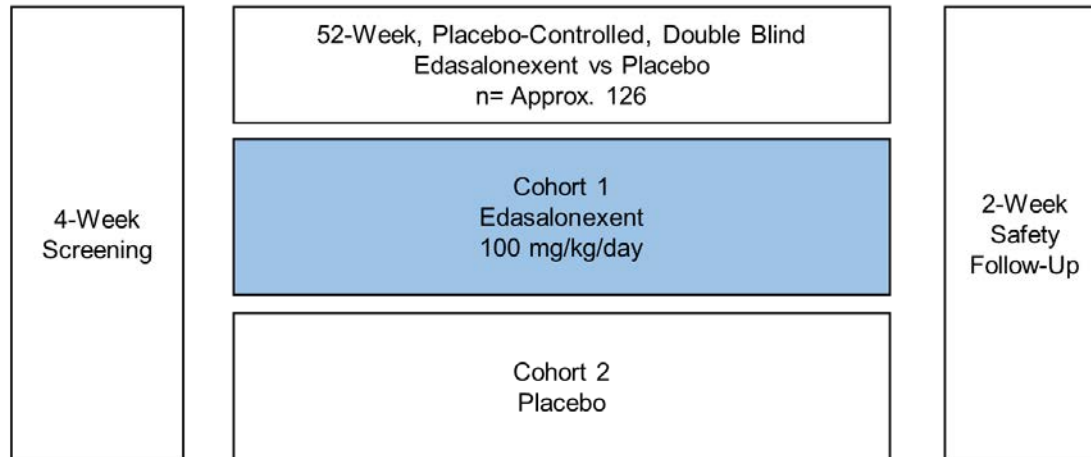 4-Week
Screening
52-Week, Placebo-Controlled, Double Blind
Edasalonexent vs Placebo
n= Approx. 126
Cohort 1
Edasalonexent
100 mg/kg/day
Cohort 2
Placebo
2-Week
Safety
Follow-Up